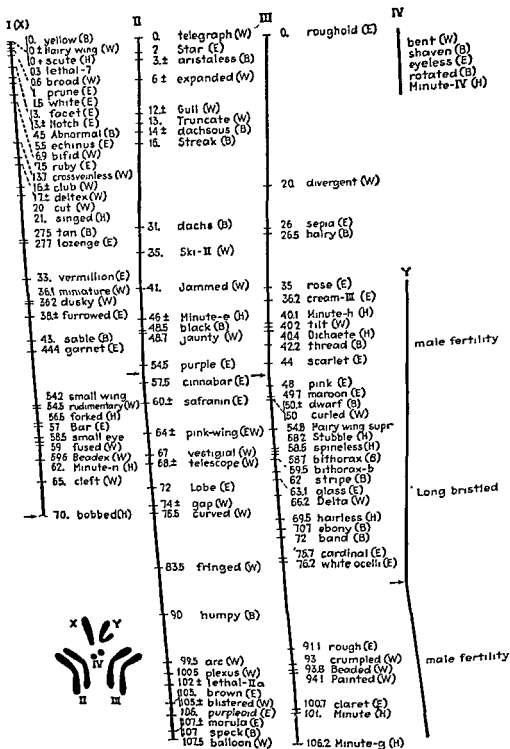 I (X)
0. yellow (B)
0± Hairy wing (W)
0+ scute (H)
0.3 lethal-7
0.6 broad (W)
1. prune (E)
1.5 white (E)
3. facet (E)
3± Notch (E)
4.5 Abnormal (B)
5.5 echinus (E)
6.9 bifid (W)
7.5 ruby (E)
13.7 crossveinless (W)
16± club (W)
17± deltex (W)
20 cut (W)
21. singed (H)
27.5 tan (B)
27.7 lozenge (E)
33. vermillion (E)
36.1 miniature (W)
36.2 dusky (W)
38± furrowed (E)
43. sable (B)
44.4 garnet (E)
54.2 small wing
54.5 rudimentary (W)
56.5 forked (H)
57 Bar (E)
58.5 small eye
59 fused (W)
59.6 Beadex (W)
62. Minute-n (H)
65. cleft (W)
70. bobbed (H)
II
0. telegraph (W)
2 Star (E)
3.± aristaless (B)
6± expanded (W)
12± Gull (W)
13. Truncate (W)
14± dachsous (B)
16. Streak (B)
31. dachs (B)
35. Ski-II (W)
41. Jammed (W)
46± Minute-e (H)
48.5 black (B)
48.7 jaunty (W)
54.5 purple (E)
57.5 cinnabar (E)
60± safranin (E)
64± pink-wing (EW)
67 vestigial (W)
68± telescope (W)
72 Lobe (E)
74± gap (W)
75.5 curved (W)
83.5 fringed (W)
90 humpy (B)
99.5 arc (W)
100.5 plexus (W)
102± lethal-IIa
105. brown (E)
105± blistered (W)
106. purpleoid (E)
107± morula (E)
107 speck (B)
107.5 balloon (W)
III
0. roughoid (E)
20. divergent (W)
26 sepia (E)
26.5 hairy (B)
35 rose (E)
36.2 cream-III (E)
40.1 Minute-h (H)
40.2 tilt (W)
40.4 Dichaete (H)
42.2 thread (B)
44 scarlet (E)
48 pink (E)
49.7 maroon (E)
50± dwarf (B)
50 curled (W)
54.8 Hairy wing supr
58.2 Stubble (H)
58.5 spineless (H)
58.7 bithorax (B)
59.5 bithorax-b
62 stripe (B)
63.1 glass (E)
66.2 Delta (W)
69.5 hairless (H)
70.7 ebony (B)
72 band (B)
75.7 cardinal (E)
76.2 white ocelli (E)
91.1 rough (E)
93 crumpled (W)
93.8 Beaded (W)
94.1 Painted (W)
100.7 claret (E)
101. Minute (H)
106.2 Minute-g (H)
IV
bent (W)
shaven (B)
eyeless (E)
rotated (B)
Minute-IV (H)
Y
male fertility
Long bristled
male fertility
X Y
IV
II III